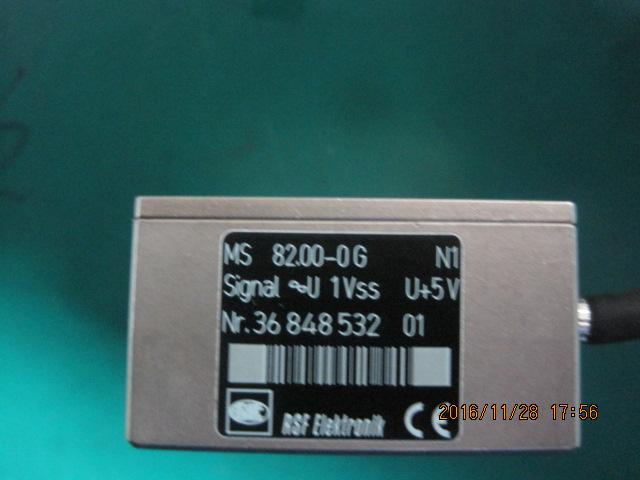 MS 82.00-0G N1
Signal ~U 1Vss U+5V
Nr. 36 848 532 01
RSF Elektronik CE
2016/11/28 17:56